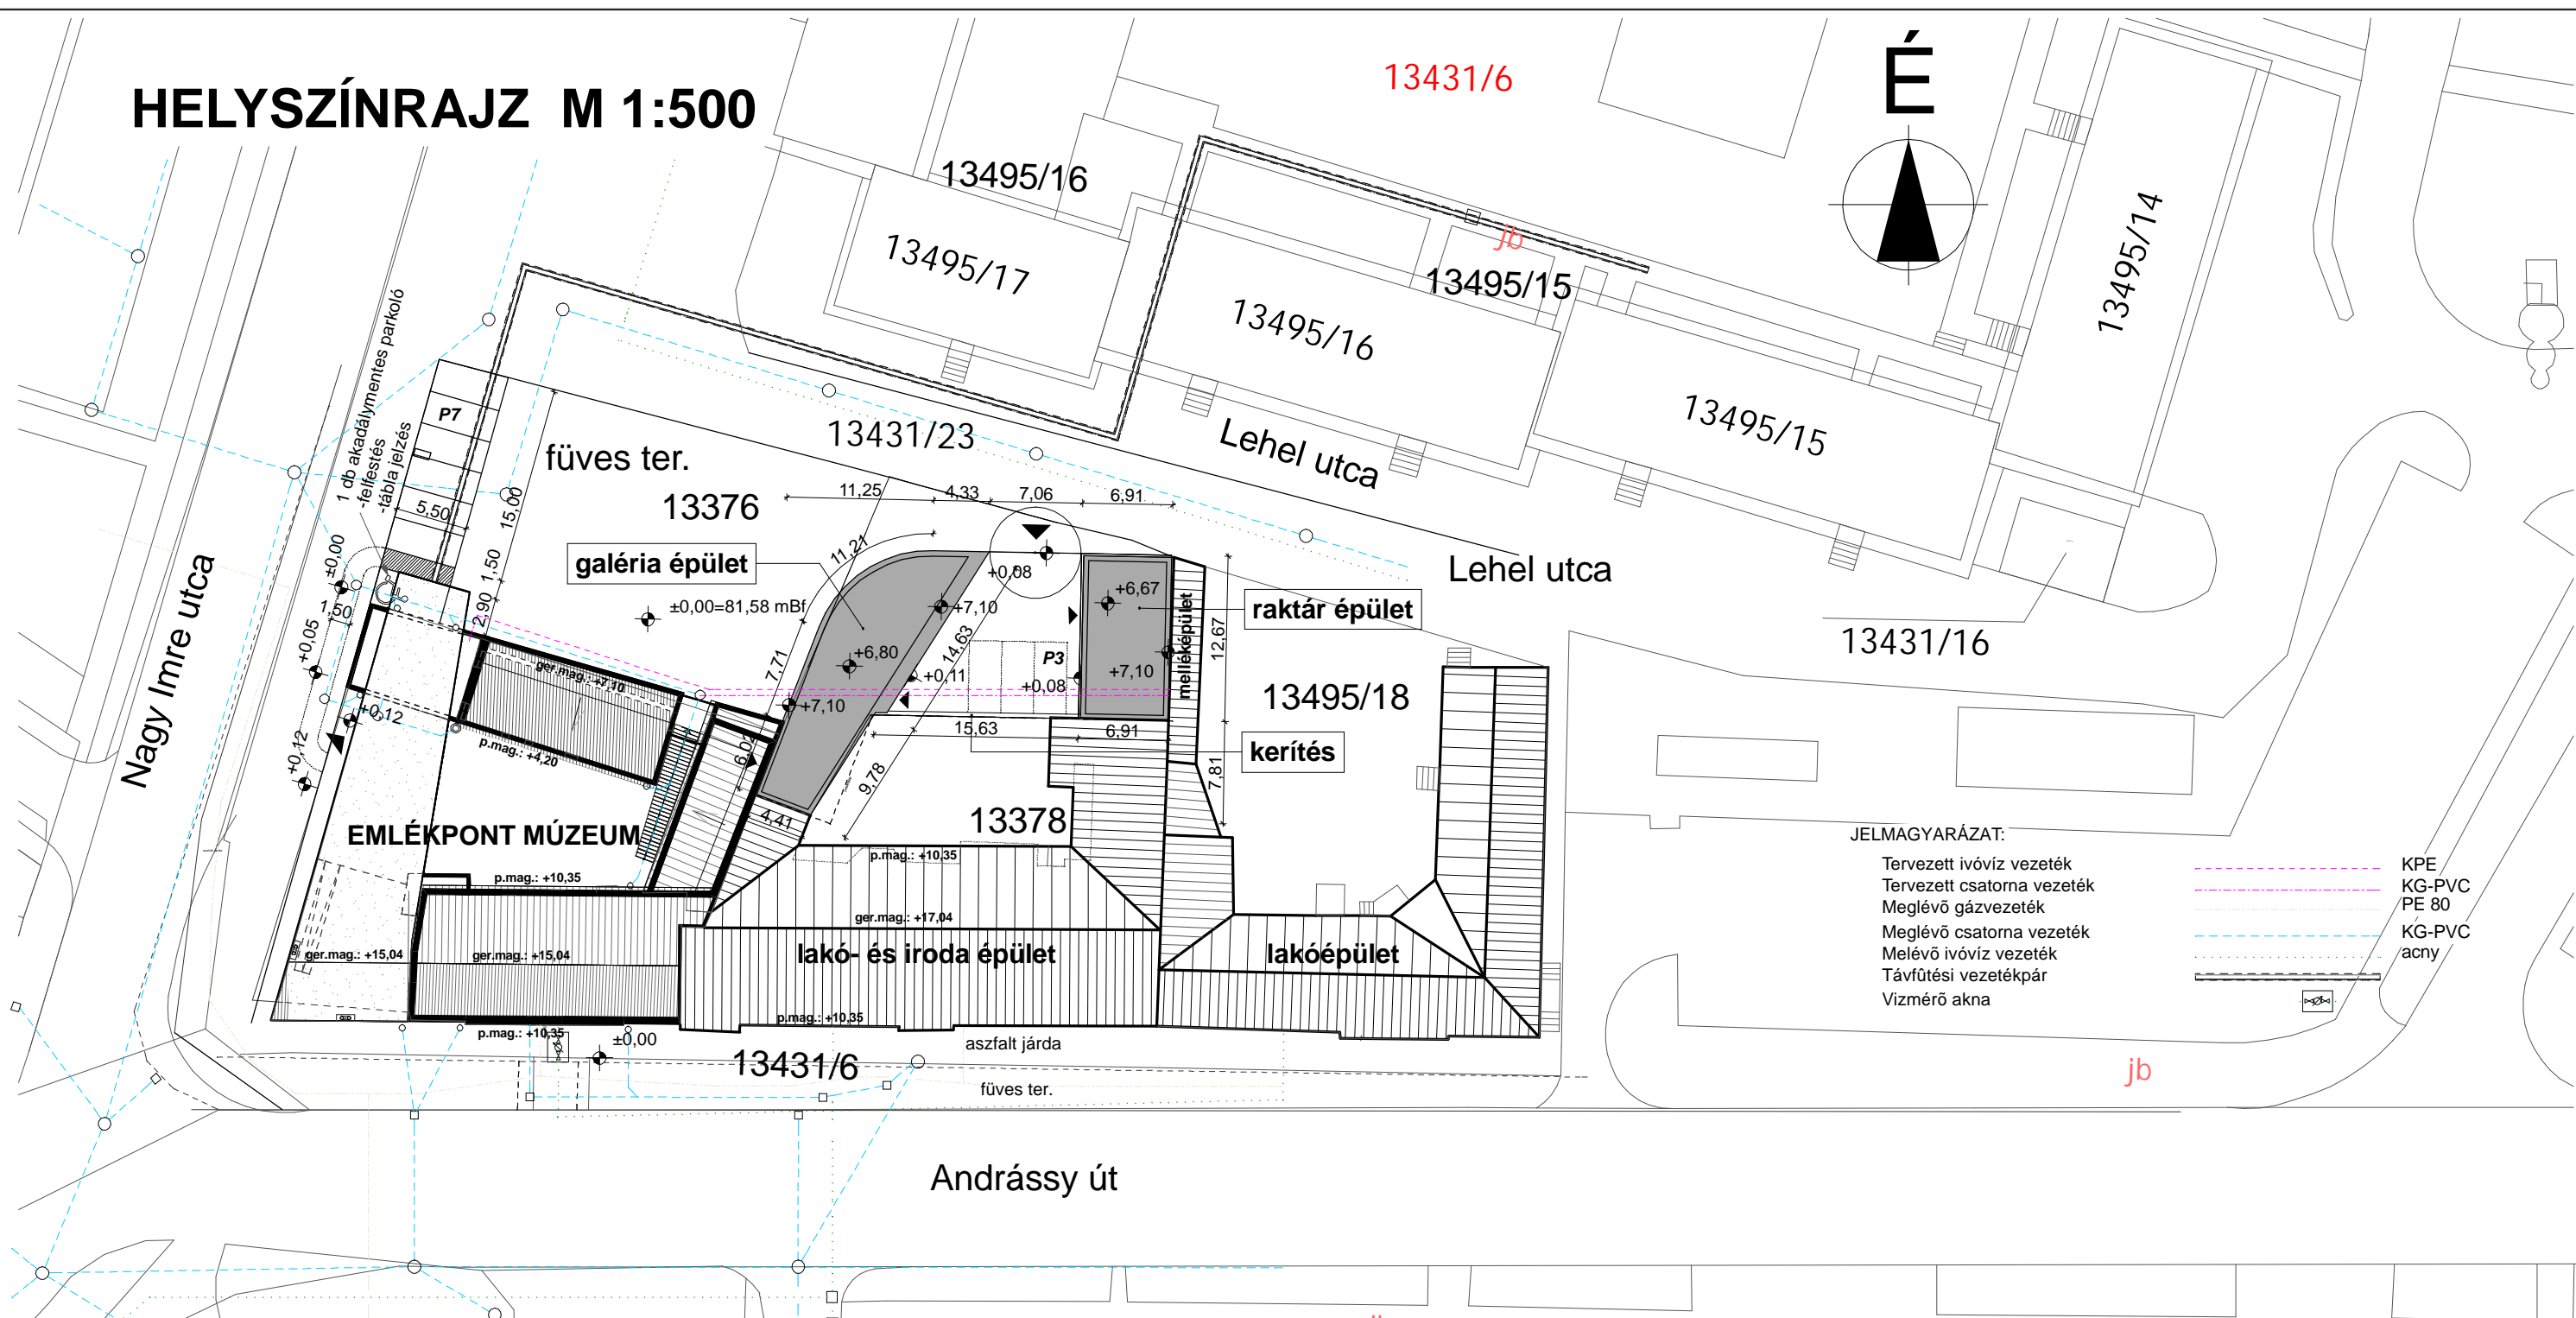 HELYSZÍNRAJZ M 1:500
É
13431/6
13495/16
13495/17
jb
13495/15
13495/16
13495/15
13495/14
13431/16
Lehel utca
Lehel utca
13431/23
Nagy Imre utca
1 db akadálymentes parkoló
-felfestés
-tábla jelzés
P7
5,50
15,00
1,50
2,90
füves ter.
13376
11,25
4,33
7,06
6,91
11,21
galéria épület
±0,00=81,58 mBf
+0,08
+7,10
+6,80
14,63
+0,11
7,71
+7,10
P3
+0,08
+6,67
+7,10
raktár épület
melléképület
12,67
13495/18
kerítés
15,63
6,91
7,81
9,78
6,02
4,41
±0,00
1,50
+0,05
+0,12
+0,12
ger.mag.: +7,10
p.mag.: +4,20
EMLÉKPONT MÚZEUM
13378
p.mag.: +10,35
p.mag.: +10,35
ger.mag.: +17,04
ger.mag.: +15,04
ger.mag.: +15,04
lakó- és iroda épület
lakóépület
p.mag.: +10,35
p.mag.: +10,35
±0,00
13431/6
aszfalt járda
füves ter.
Andrássy út
JELMAGYARÁZAT:
Tervezett ivóvíz vezeték KPE
Tervezett csatorna vezeték KG-PVC
Meglévõ gázvezeték PE 80
Meglévõ csatorna vezeték KG-PVC
Melévõ ivóvíz vezeték acny
Távfûtési vezetékpár
Vizmérõ akna
jb